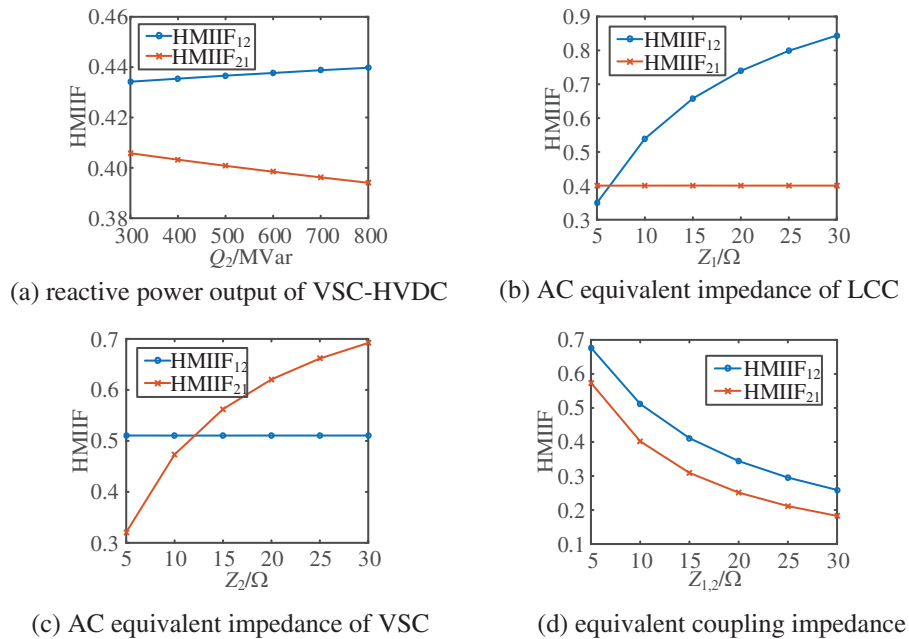 0.46
0.44
0.42
0.40
0.38
HMIIF
HMIIF12
HMIIF21
300 400 500 600 700 800
Q2/MVar
(a) reactive power output of VSC-HVDC
0.9
0.8
0.7
0.6
0.5
0.4
0.3
HMIIF
HMIIF12
HMIIF21
5 10 15 20 25 30
Z1/Ω
(b) AC equivalent impedance of LCC
0.7
0.6
0.5
0.4
0.3
HMIIF
HMIIF12
HMIIF21
5 10 15 20 25 30
Z2/Ω
(c) AC equivalent impedance of VSC
0.7
0.6
0.5
0.4
0.3
0.2
0.1
HMIIF
HMIIF12
HMIIF21
5 10 15 20 25 30
Z1,2/Ω
(d) equivalent coupling impedance